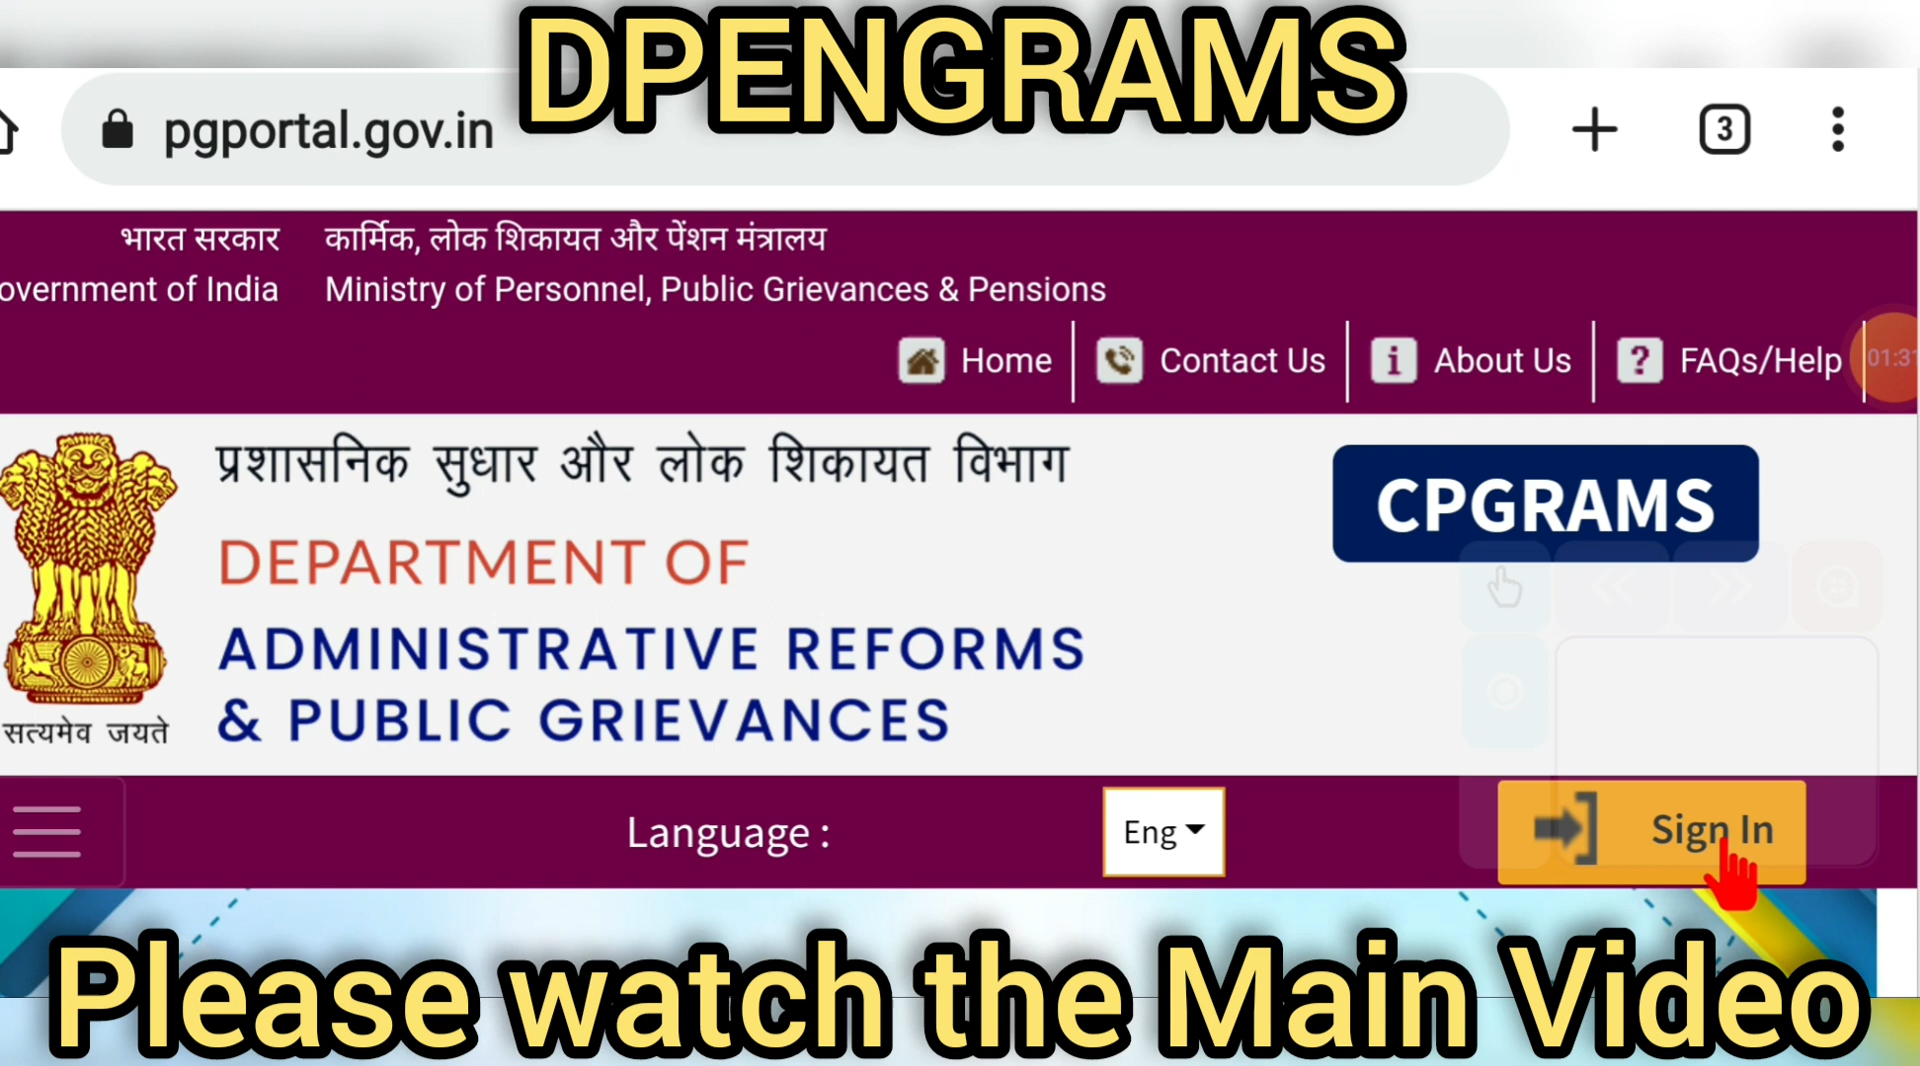 DPENGRAMS
pgportal.gov.in
3
भारत सरकार
कार्मिक, लोक शिकायत और पेंशन मंत्रालय
overnment of India
Ministry of Personnel, Public Grievances & Pensions
Home
Contact Us
About Us
FAQs/Help
01:31
प्रशासनिक सुधार और लोक शिकायत विभाग
CPGRAMS
DEPARTMENT OF
ADMINISTRATIVE REFORMS
& PUBLIC GRIEVANCES
सत्यमेव जयते
Language :
Eng
Sign In
Please watch the Main Video